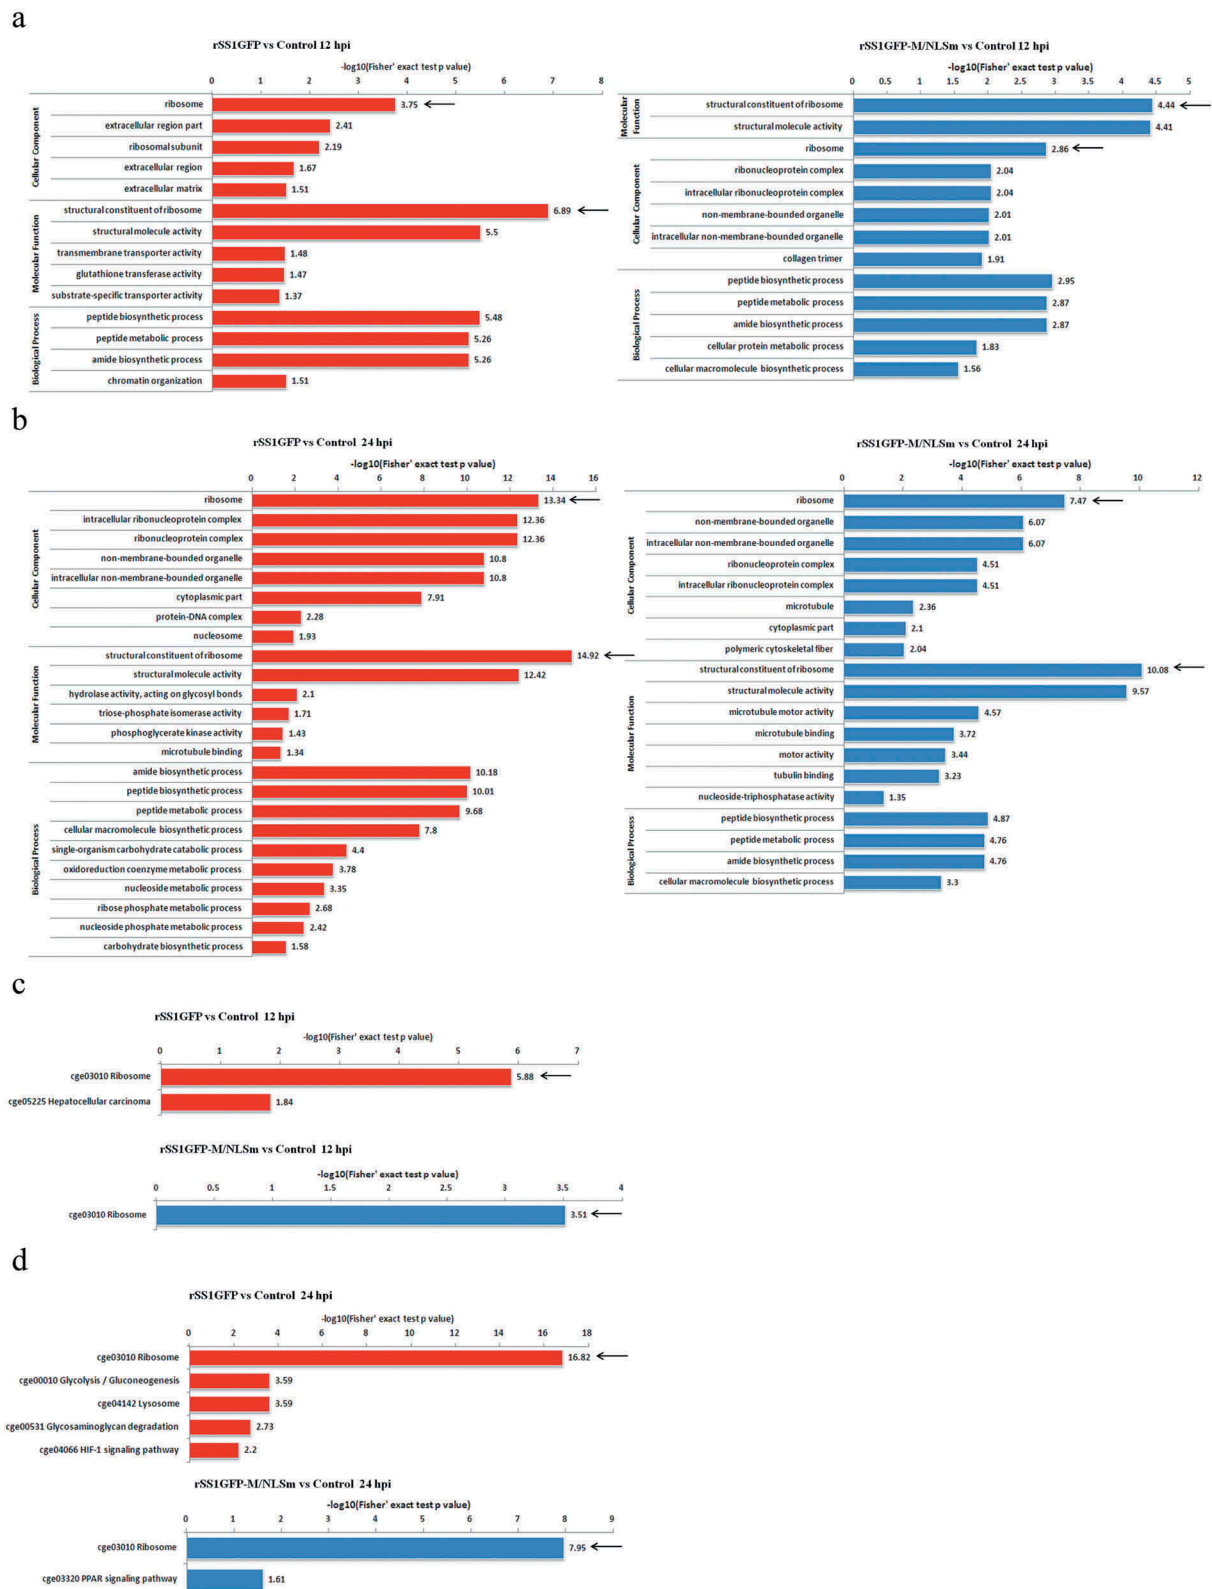 a
rSS1GFP vs Control 12 hpi
-log10(Fisher' exact test p value)
0 1 2 3 4 5 6 7 8
Cellular Component
ribosome 3.75
extracellular region part 2.41
ribosomal subunit 2.19
extracellular region 1.67
extracellular matrix 1.51
Molecular Function
structural constituent of ribosome 6.89
structural molecule activity 5.5
transmembrane transporter activity 1.48
glutathione transferase activity 1.47
substrate-specific transporter activity 1.37
Biological Process
peptide biosynthetic process 5.48
peptide metabolic process 5.26
amide biosynthetic process 5.26
chromatin organization 1.51
rSS1GFP-M/NLSm vs Control 12 hpi
-log10(Fisher' exact test p value)
0 0.5 1 1.5 2 2.5 3 3.5 4 4.5 5
Molecular Function
structural constituent of ribosome 4.44
structural molecule activity 4.41
Cellular Component
ribosome 2.86
ribonucleoprotein complex 2.04
intracellular ribonucleoprotein complex 2.04
non-membrane-bounded organelle 2.01
intracellular non-membrane-bounded organelle 2.01
collagen trimer 1.91
Biological Process
peptide biosynthetic process 2.95
peptide metabolic process 2.87
amide biosynthetic process 2.87
cellular protein metabolic process 1.83
cellular macromolecule biosynthetic process 1.56
b
rSS1GFP vs Control 24 hpi
-log10(Fisher' exact test p value)
0 2 4 6 8 10 12 14 16
Cellular Component
ribosome 13.34
intracellular ribonucleoprotein complex 12.36
ribonucleoprotein complex 12.36
non-membrane-bounded organelle 10.8
intracellular non-membrane-bounded organelle 10.8
cytoplasmic part 7.91
protein-DNA complex 2.28
nucleosome 1.93
Molecular Function
structural constituent of ribosome 14.92
structural molecule activity 12.42
hydrolase activity, acting on glycosyl bonds 2.1
triose-phosphate isomerase activity 1.71
phosphoglycerate kinase activity 1.43
microtubule binding 1.34
Biological Process
amide biosynthetic process 10.18
peptide biosynthetic process 10.01
peptide metabolic process 9.68
cellular macromolecule biosynthetic process 7.8
single-organism carbohydrate catabolic process 4.4
oxidoreduction coenzyme metabolic process 3.78
nucleoside metabolic process 3.35
ribose phosphate metabolic process 2.68
nucleoside phosphate metabolic process 2.42
carbohydrate biosynthetic process 1.58
rSS1GFP-M/NLSm vs Control 24 hpi
-log10(Fisher' exact test p value)
0 2 4 6 8 10 12
Cellular Component
ribosome 7.47
non-membrane-bounded organelle 6.07
intracellular non-membrane-bounded organelle 6.07
ribonucleoprotein complex 4.51
intracellular ribonucleoprotein complex 4.51
microtubule 2.36
cytoplasmic part 2.1
polymeric cytoskeletal fiber 2.04
Molecular Function
structural constituent of ribosome 10.08
structural molecule activity 9.57
microtubule motor activity 4.57
microtubule binding 3.72
motor activity 3.44
tubulin binding 3.23
nucleoside-triphosphatase activity 1.35
Biological Process
peptide biosynthetic process 4.87
peptide metabolic process 4.76
amide biosynthetic process 4.76
cellular macromolecule biosynthetic process 3.3
c
rSS1GFP vs Control 12 hpi
-log10(Fisher' exact test p value)
0 1 2 3 4 5 6 7
cge03010 Ribosome 5.88
cge05225 Hepatocellular carcinoma 1.84
rSS1GFP-M/NLSm vs Control 12 hpi
-log10(Fisher' exact test p value)
0 0.5 1 1.5 2 2.5 3 3.5 4
cge03010 Ribosome 3.51
d
rSS1GFP vs Control 24 hpi
-log10(Fisher' exact test p value)
0 2 4 6 8 10 12 14 16 18
cge03010 Ribosome 16.82
cge00010 Glycolysis / Gluconeogenesis 3.59
cge04142 Lysosome 3.59
cge00531 Glycosaminoglycan degradation 2.73
cge04066 HIF-1 signaling pathway 2.2
rSS1GFP-M/NLSm vs Control 24 hpi
-log10(Fisher' exact test p value)
0 1 2 3 4 5 6 7 8 9
cge03010 Ribosome 7.95
cge03320 PPAR signaling pathway 1.61